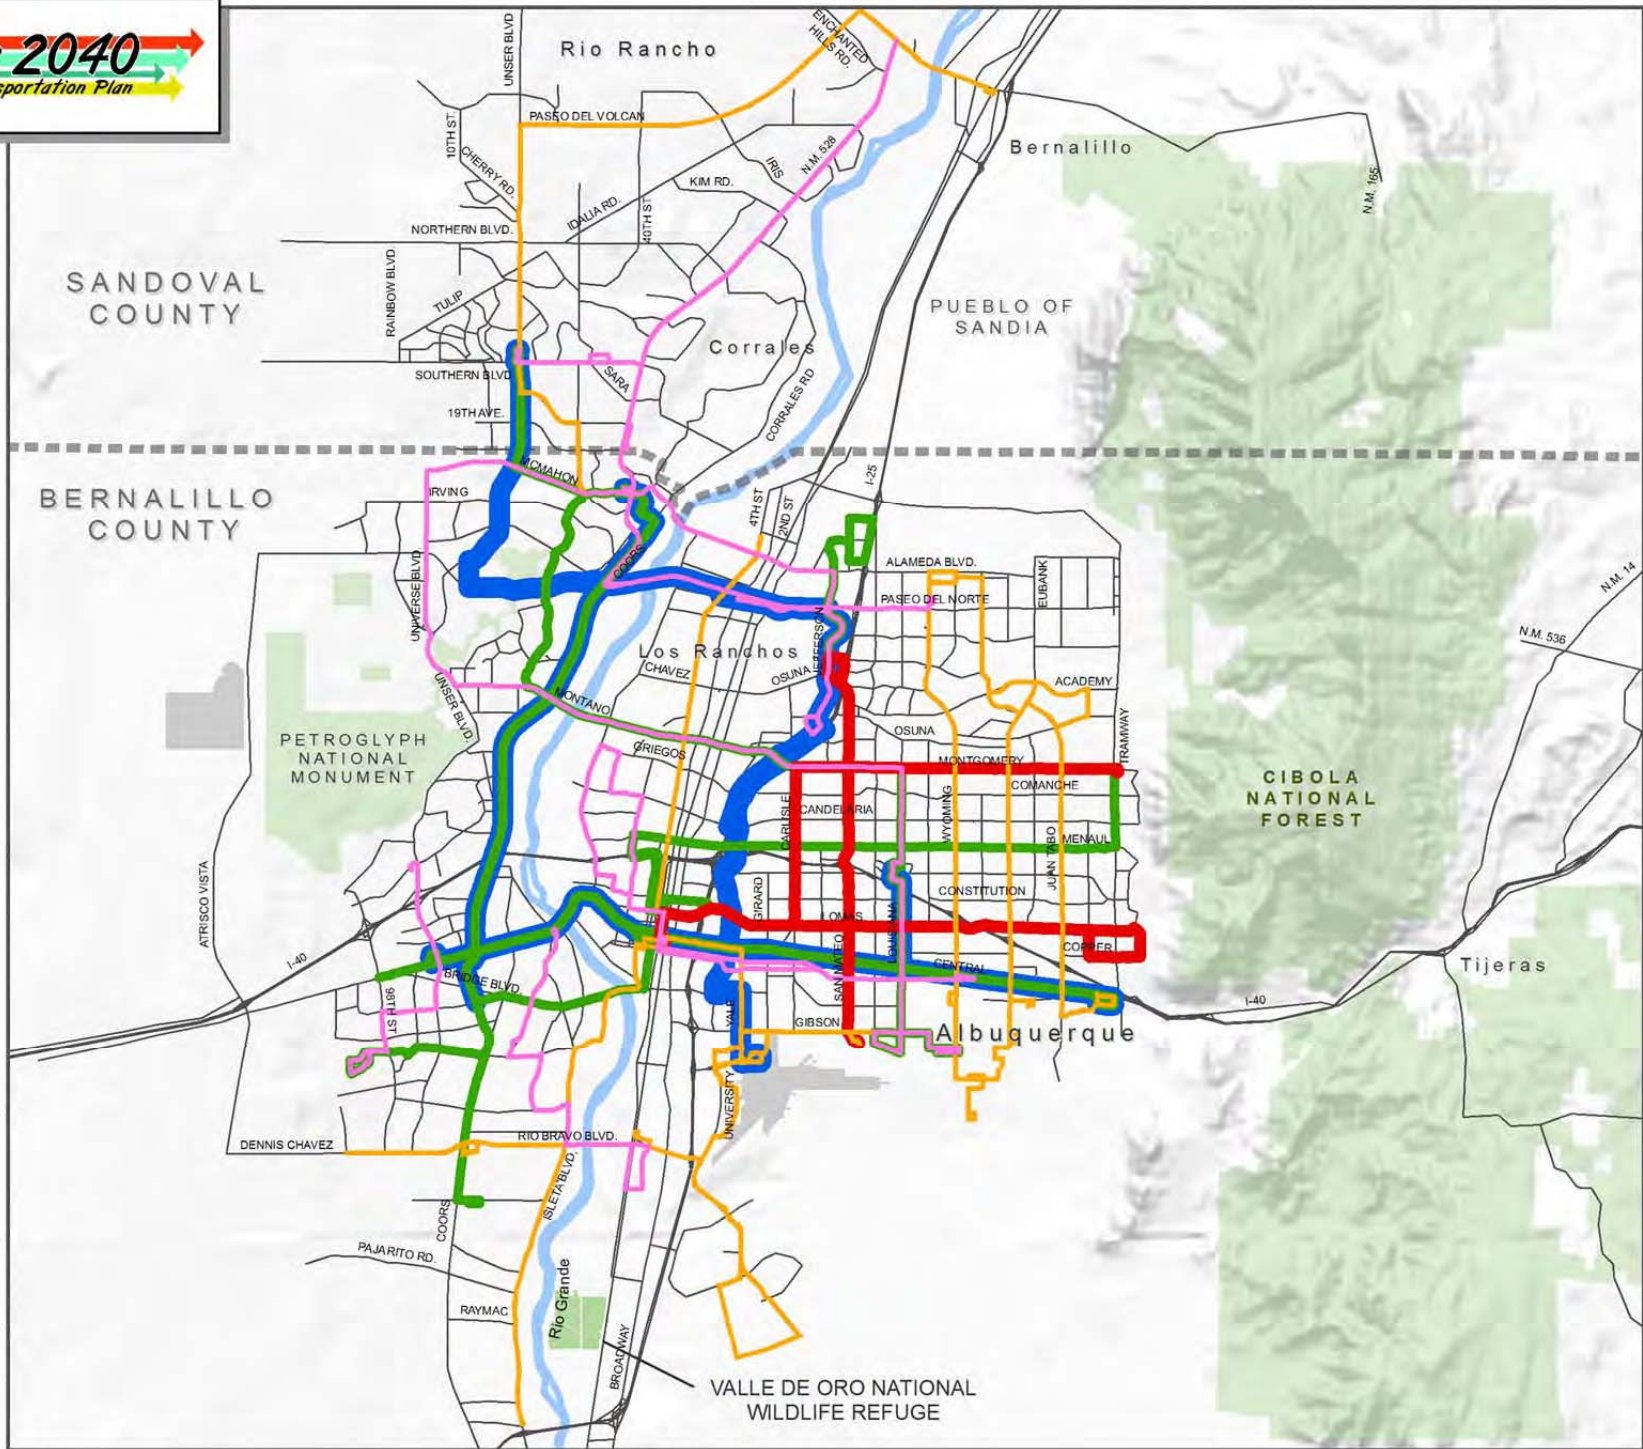 2040
sportation Plan
UNSER BLVD
Rio Rancho
ENCHANTED
HILLS RD.
PASEO DEL VOLCAN
10TH ST.
CHERRY RD.
IRIS
N.M. 528
Bernalillo
KIM RD.
N.M. 165
IDALIA RD.
40TH ST
NORTHERN BLVD.
SANDOVAL
COUNTY
RAINBOW BLVD
TULIP
PUEBLO OF
SANDIA
Corrales
SOUTHERN BLVD
SARA
19TH AVE.
CORRALES RD
MCMAHON
I-25
BERNALILLO
COUNTY
IRVING
4TH ST
2ND ST
COORS
ALAMEDA BLVD.
UNIVERSE BLVD
EUBANK
PASEO DEL NORTE
N.M. 14
JEFFERSON
N.M. 536
Los Ranchos
CHAVEZ
OSUNA
ACADEMY
UNSER BLVD.
MONTANO
OSUNA
TRAMWAY
PETROGLYPH
NATIONAL
MONUMENT
GRIEGOS
MONTGOMERY
COMANCHE
CIBOLA
NATIONAL
FOREST
CARLISLE
CANDELARIA
WYOMING
MENAUL
JUAN TABO
ATRISCO VISTA
GIRARD
CONSTITUTION
LOMAS
LOUISIANA
SAN MATEO
COPPER
I-40
CENTRAL
Tijeras
BRIDGE BLVD.
98TH ST
YALE
GIBSON
I-40
Albuquerque
UNIVERSITY
DENNIS CHAVEZ
RIO BRAVO BLVD.
ISLETA BLVD.
COORS
PAJARITO RD.
RAYMAC
Rio Grande
BROADWAY
VALLE DE ORO NATIONAL
WILDLIFE REFUGE